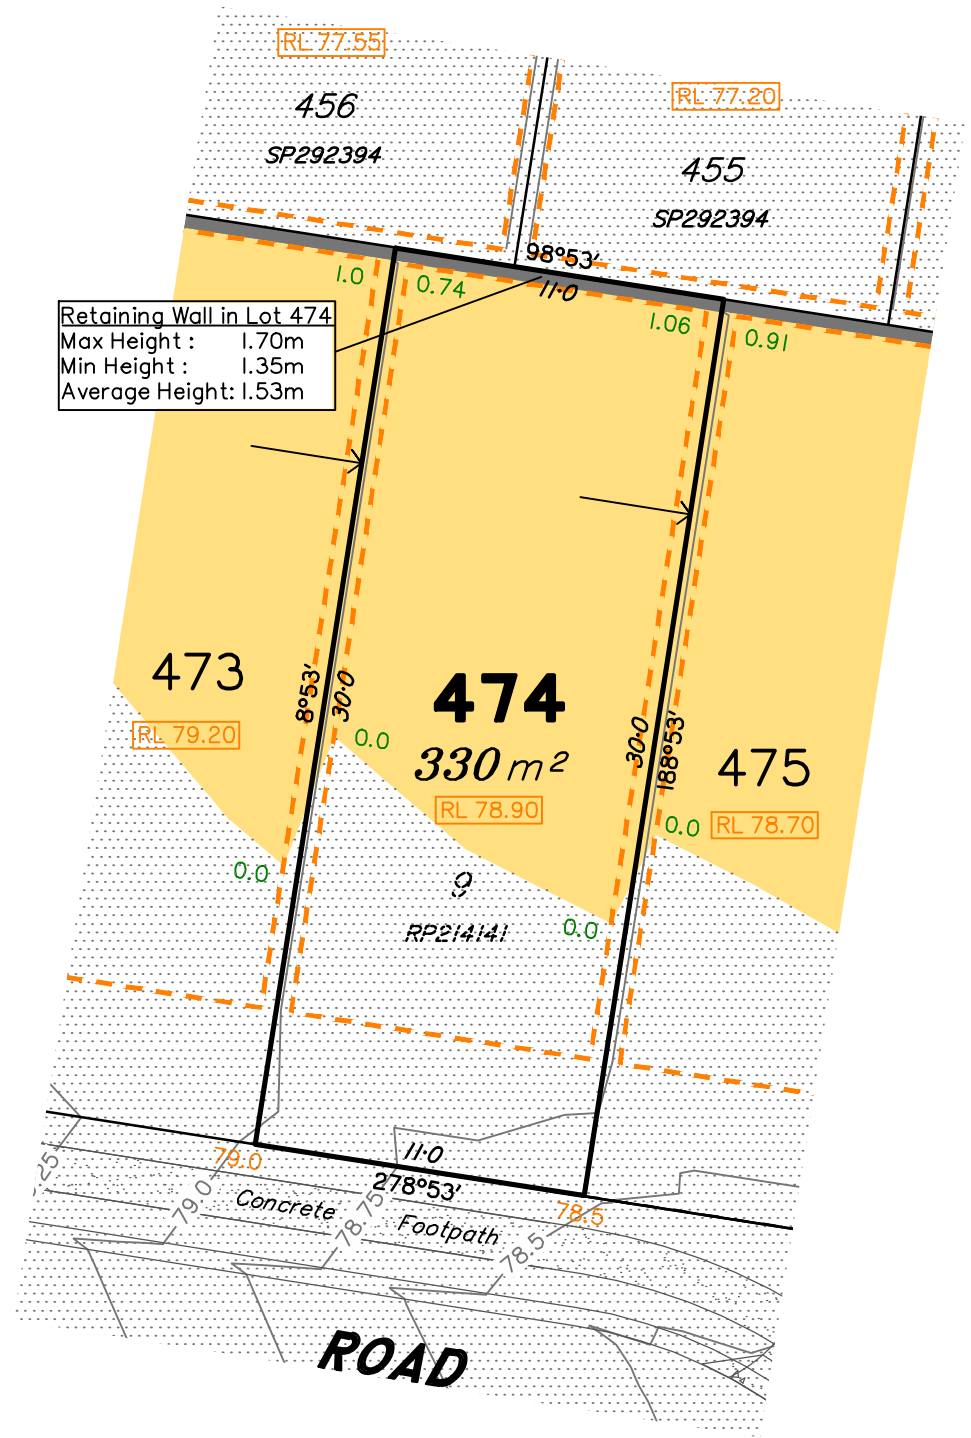 RL 77.55
456
SP292394
RL 77.20
455
SP292394
98°53'
11·0
1.0
0.74
1.06
0.91
Retaining Wall in Lot 474
Max Height : 1.70m
Min Height : 1.35m
Average Height: 1.53m
473
RL 79.20
8°53'
30·0
474
330 m²
RL 78.90
30·0
188°53'
475
RL 78.70
0.0
0.0
0.0
0.0
9
RP214141
11·0
278°53'
79.0
78.5
25
79.0
78.75
78.5
Concrete
Footpath
ROAD